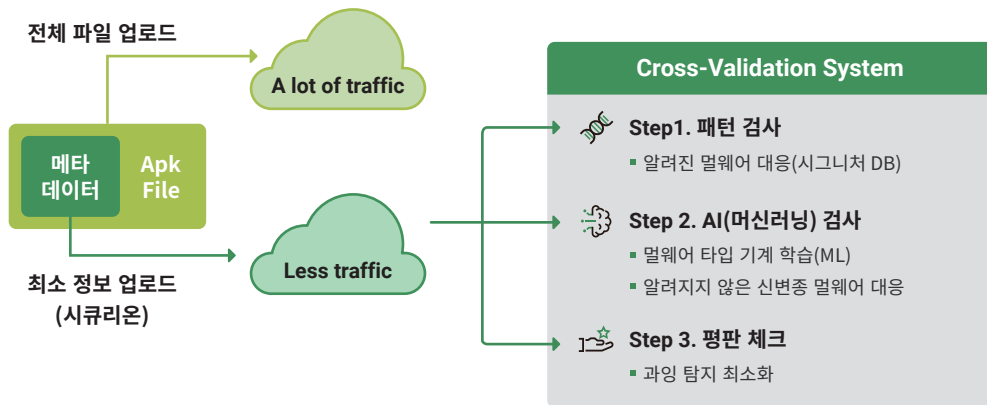 전체 파일 업로드
A lot of traffic
메타
데이터
Apk
File
최소 정보 업로드
(시큐리온)
Less traffic
Cross-Validation System
Step1. 패턴 검사
▪ 알려진 멀웨어 대응(시그니처 DB)
Step 2. AI(머신러닝) 검사
▪ 멀웨어 타입 기계 학습(ML)
▪ 알려지지 않은 신변종 멀웨어 대응
Step 3. 평판 체크
▪ 과잉 탐지 최소화